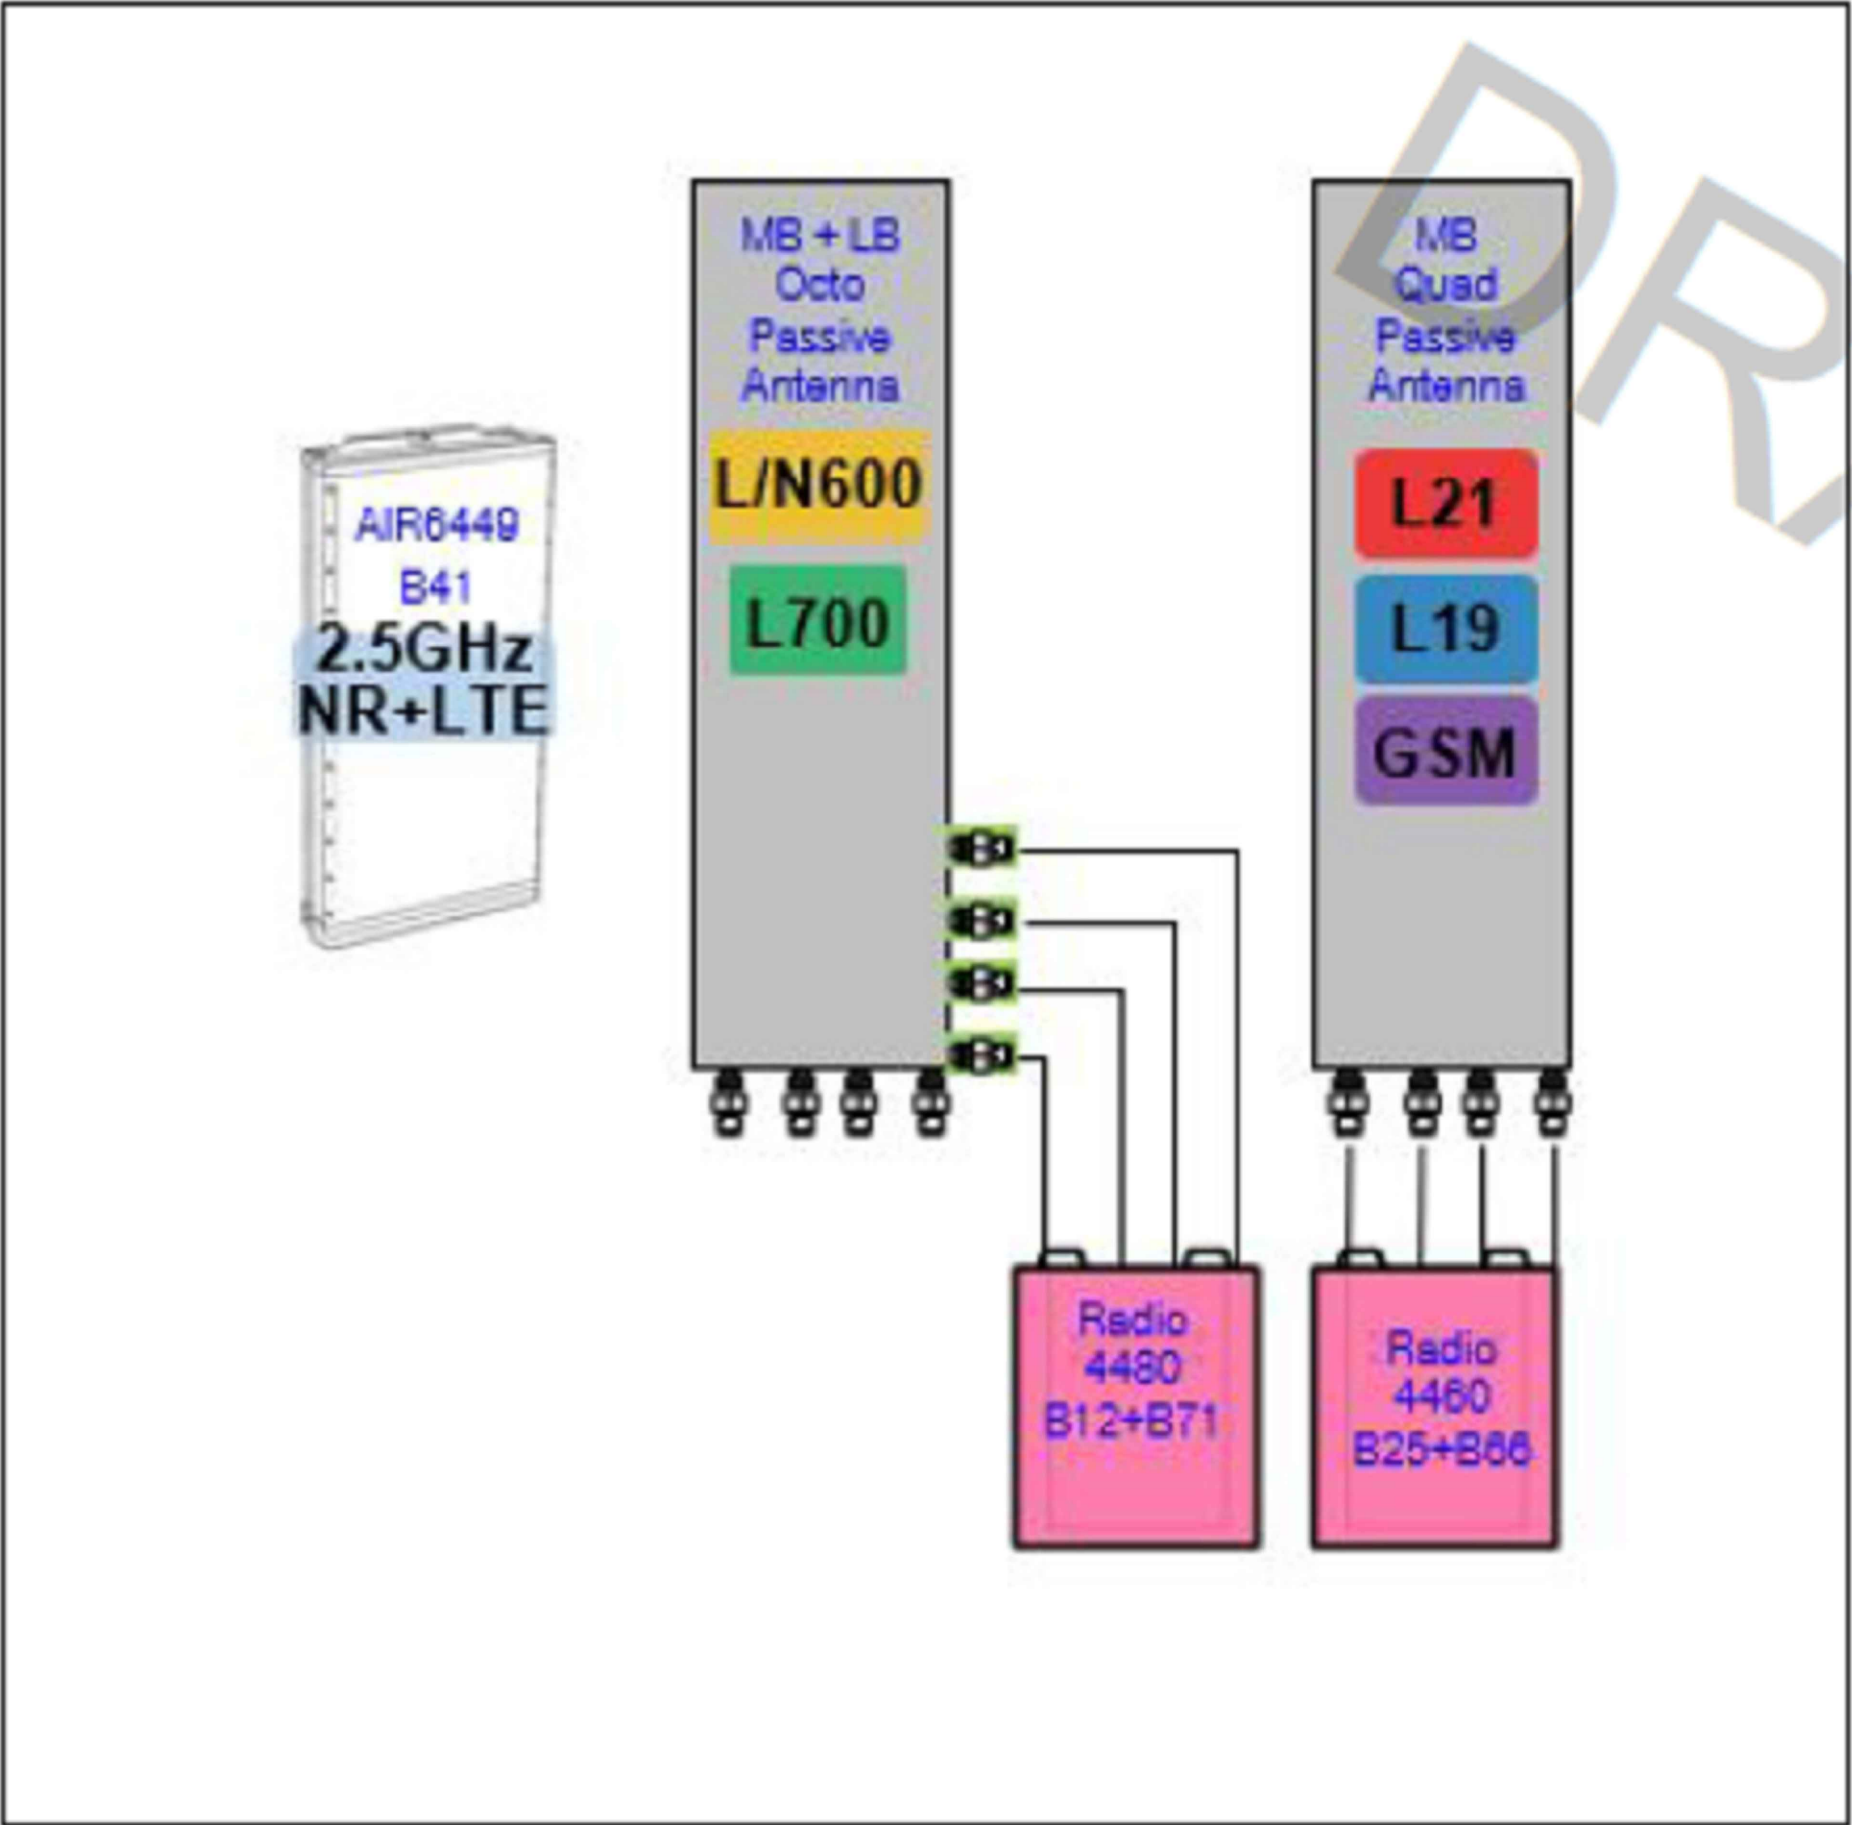 AIR6449
B41
2.5GHz
NR+LTE
MB + LB
Octo
Passive
Antenna
L/N600
L700
MB
Quad
Passive
Antenna
L21
L19
GSM
Radio
4480
B12+B71
Radio
4460
B25+B66
DRA